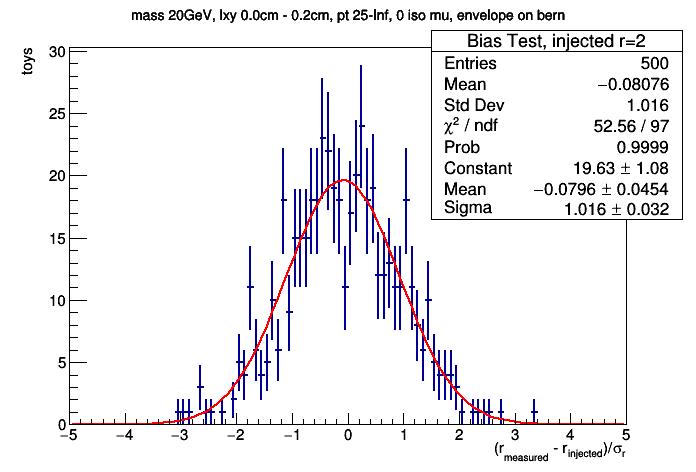 mass 20GeV, lxy 0.0cm - 0.2cm, pt 25-Inf, 0 iso mu, envelope on bern
toys
Bias Test, injected r=2
Entries 500
Mean −0.08076
Std Dev 1.016
χ² / ndf 52.56 / 97
Prob 0.9999
Constant 19.63 ± 1.08
Mean −0.0796 ± 0.0454
Sigma 1.016 ± 0.032
30
25
20
15
10
5
0
−5 −4 −3 −2 −1 0 1 2 3 4 5
(r_measured - r_injected)/σ_r